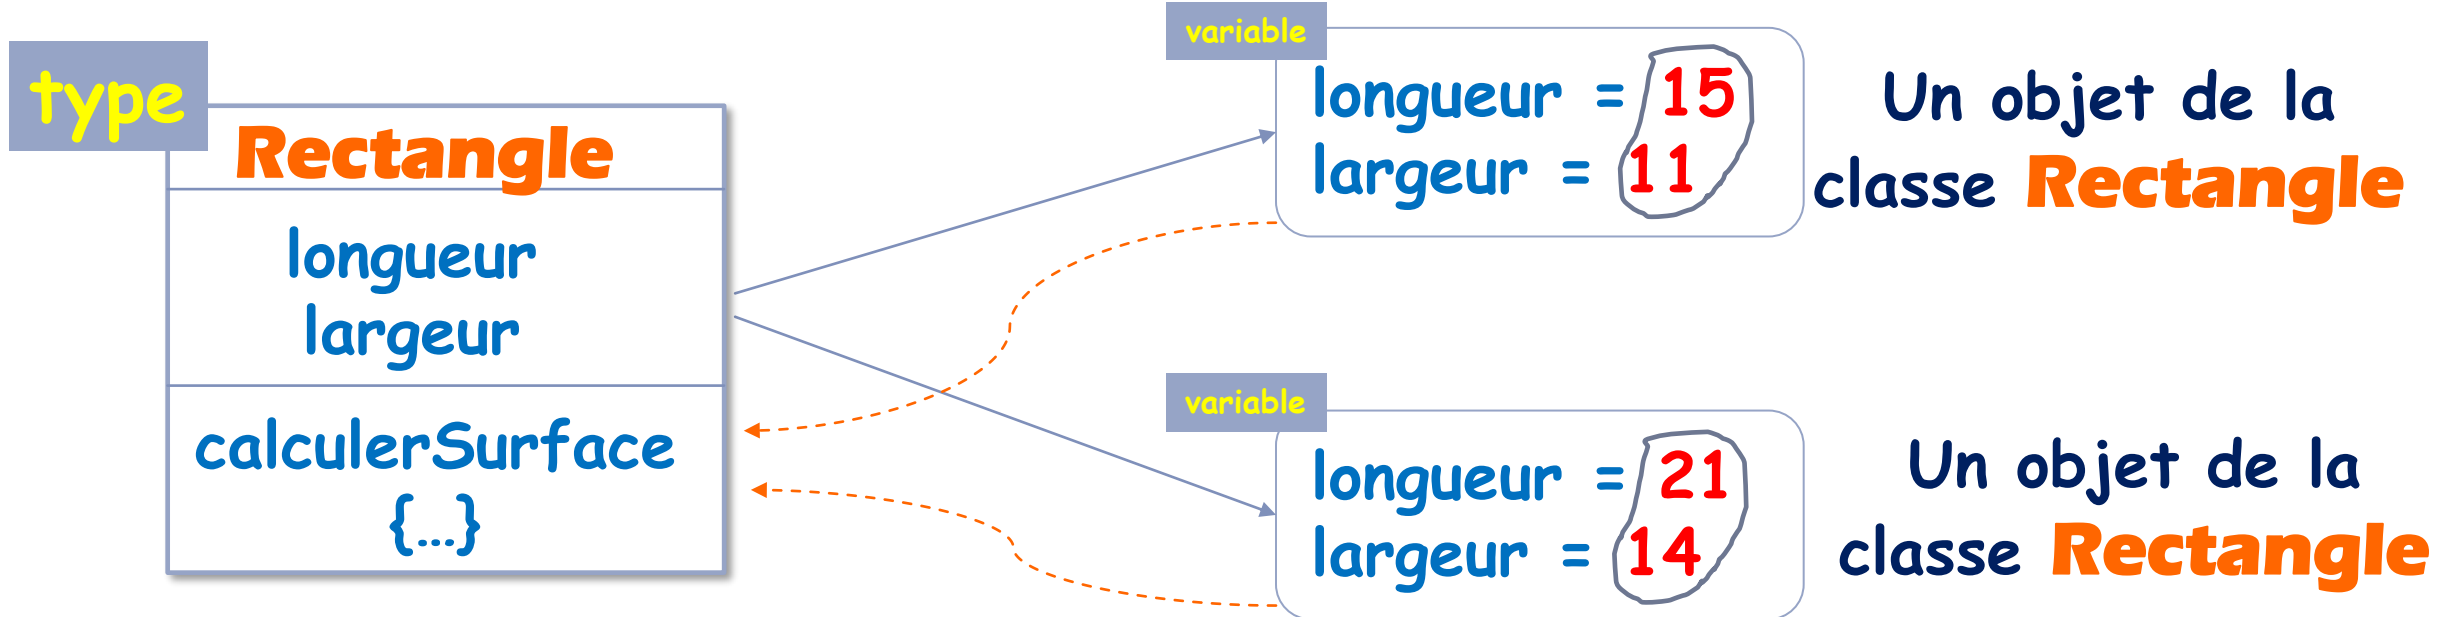 type
Rectangle
longueur
largeur
calculerSurface
{...}
variable
longueur = 15
largeur = 11
Un objet de la
classe Rectangle
variable
longueur = 21
largeur = 14
Un objet de la
classe Rectangle